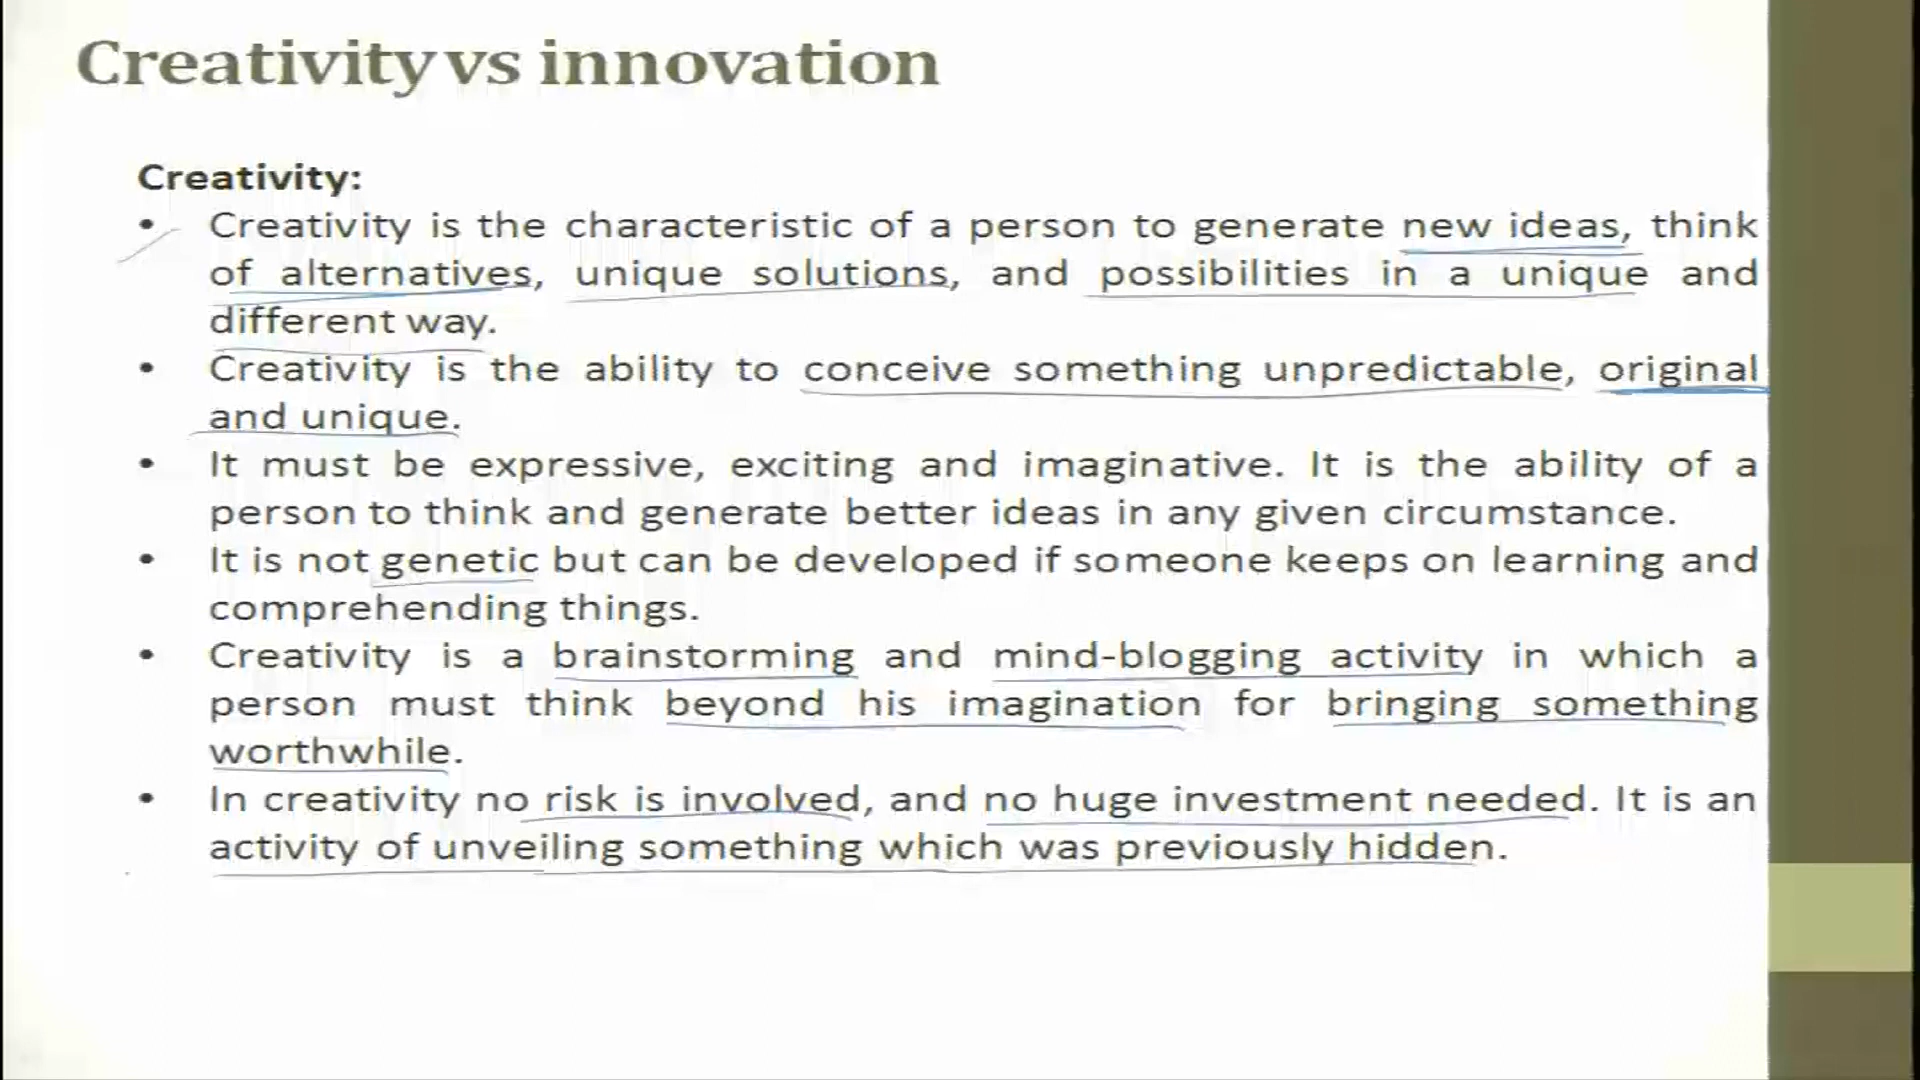 Creativity vs innovation
Creativity:
• Creativity is the characteristic of a person to generate new ideas, think
of alternatives, unique solutions, and possibilities in a unique and
different way.
• Creativity is the ability to conceive something unpredictable, original
and unique.
• It must be expressive, exciting and imaginative. It is the ability of a
person to think and generate better ideas in any given circumstance.
• It is not genetic but can be developed if someone keeps on learning and
comprehending things.
• Creativity is a brainstorming and mind-blogging activity in which a
person must think beyond his imagination for bringing something
worthwhile.
• In creativity no risk is involved, and no huge investment needed. It is an
activity of unveiling something which was previously hidden.